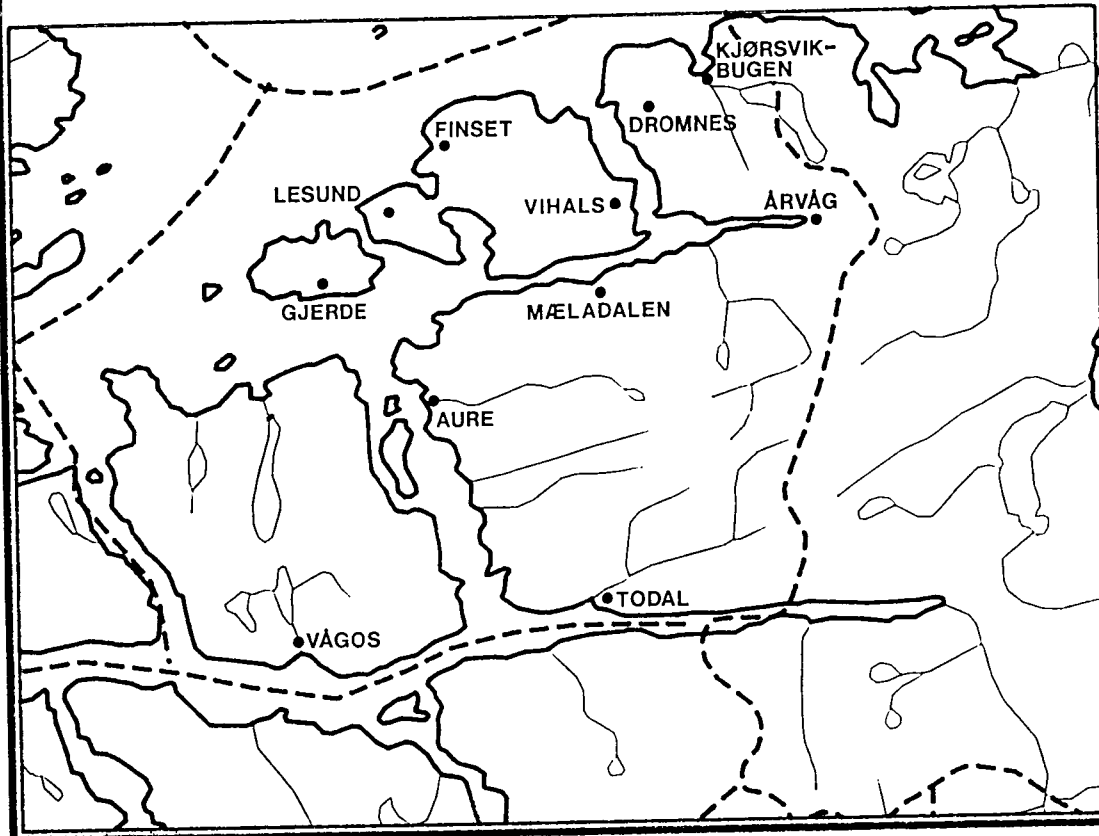 KJØRSVIK-
BUGEN
DROMNES
FINSET
LESUND
VIHALS
ÅRVÅG
GJERDE
MÆLADALEN
AURE
TODAL
VÅGOS